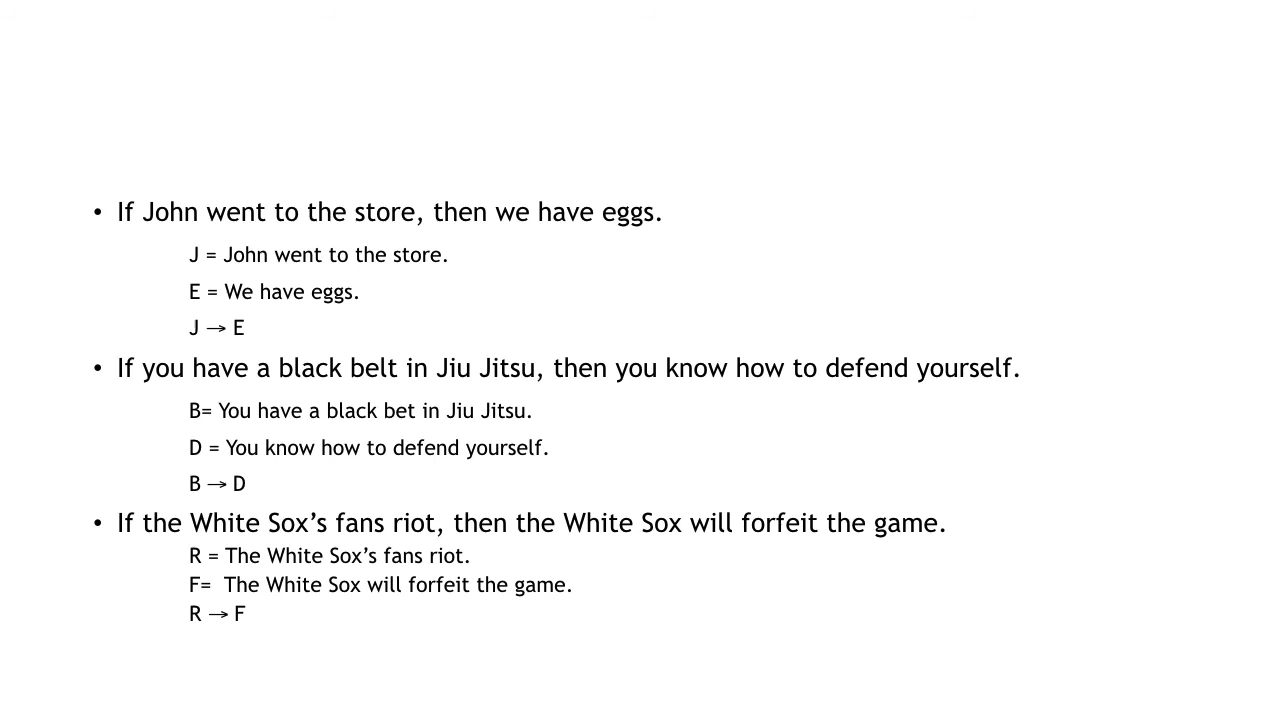 • If John went to the store, then we have eggs.
J = John went to the store.
E = We have eggs.
J → E
• If you have a black belt in Jiu Jitsu, then you know how to defend yourself.
B= You have a black bet in Jiu Jitsu.
D = You know how to defend yourself.
B → D
• If the White Sox’s fans riot, then the White Sox will forfeit the game.
R = The White Sox’s fans riot.
F=  The White Sox will forfeit the game.
R → F